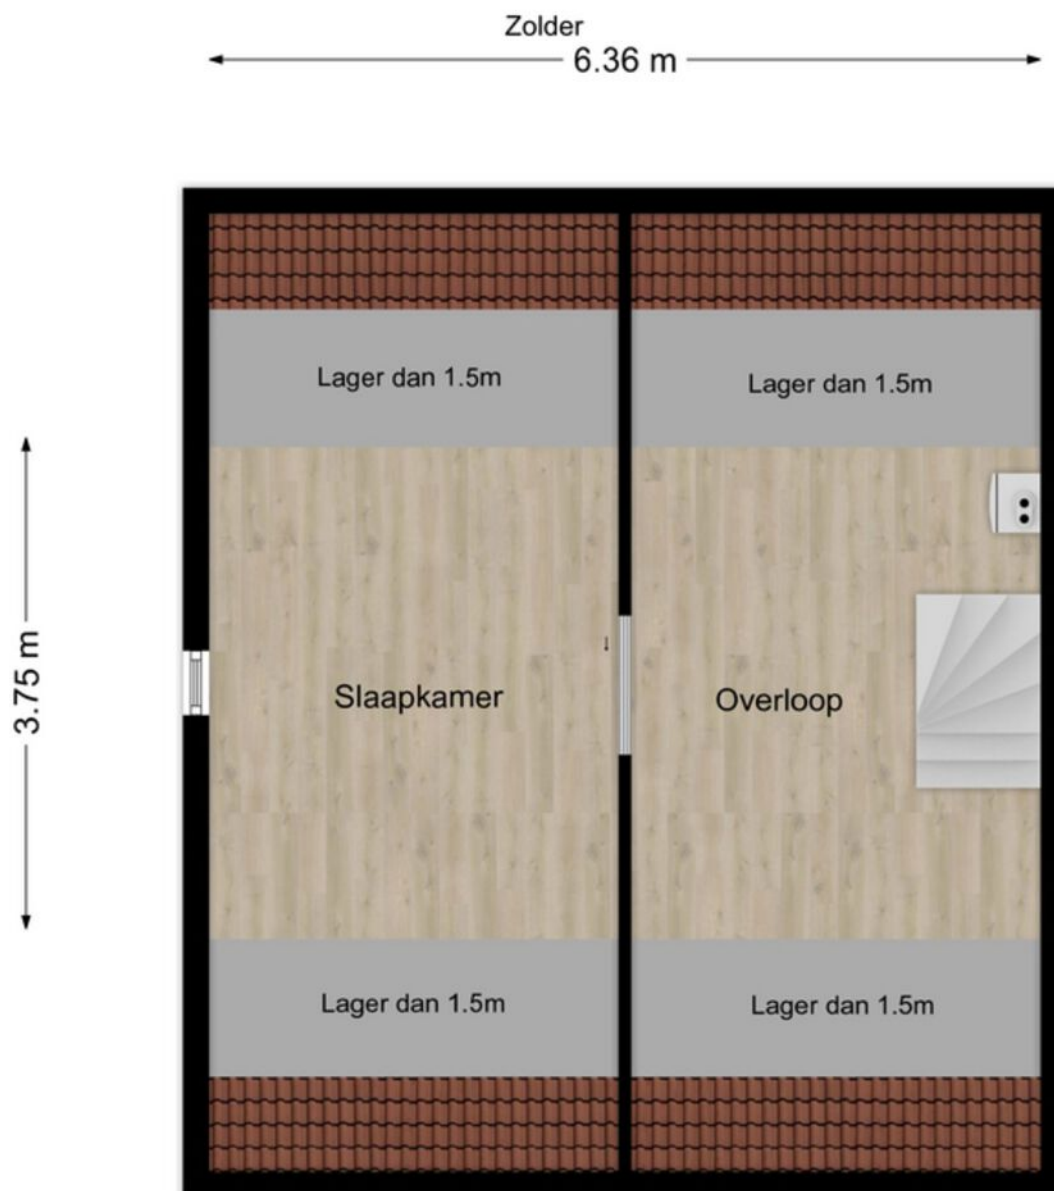 Zolder
6.36 m
Lager dan 1.5m
Lager dan 1.5m
3.75 m
Slaapkamer
Overloop
Lager dan 1.5m
Lager dan 1.5m